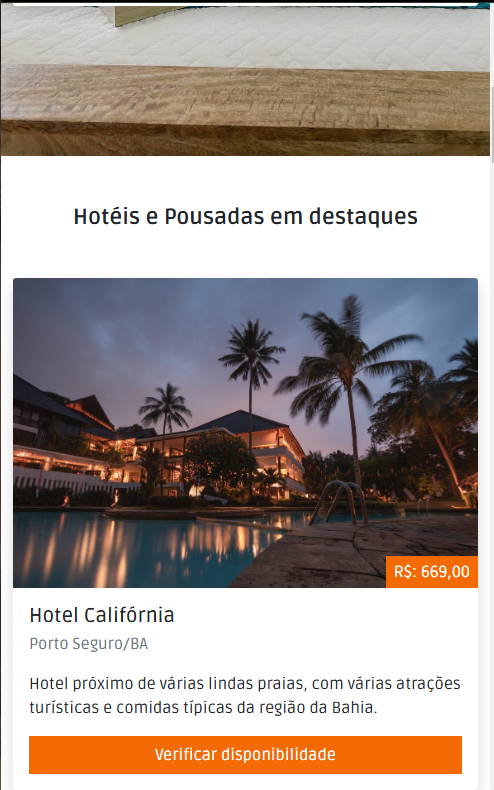 Hotéis e Pousadas em destaques
R$: 669,00
Hotel Califórnia
Porto Seguro/BA
Hotel próximo de várias lindas praias, com várias atrações
turísticas e comidas típicas da região da Bahia.
Verificar disponibilidade